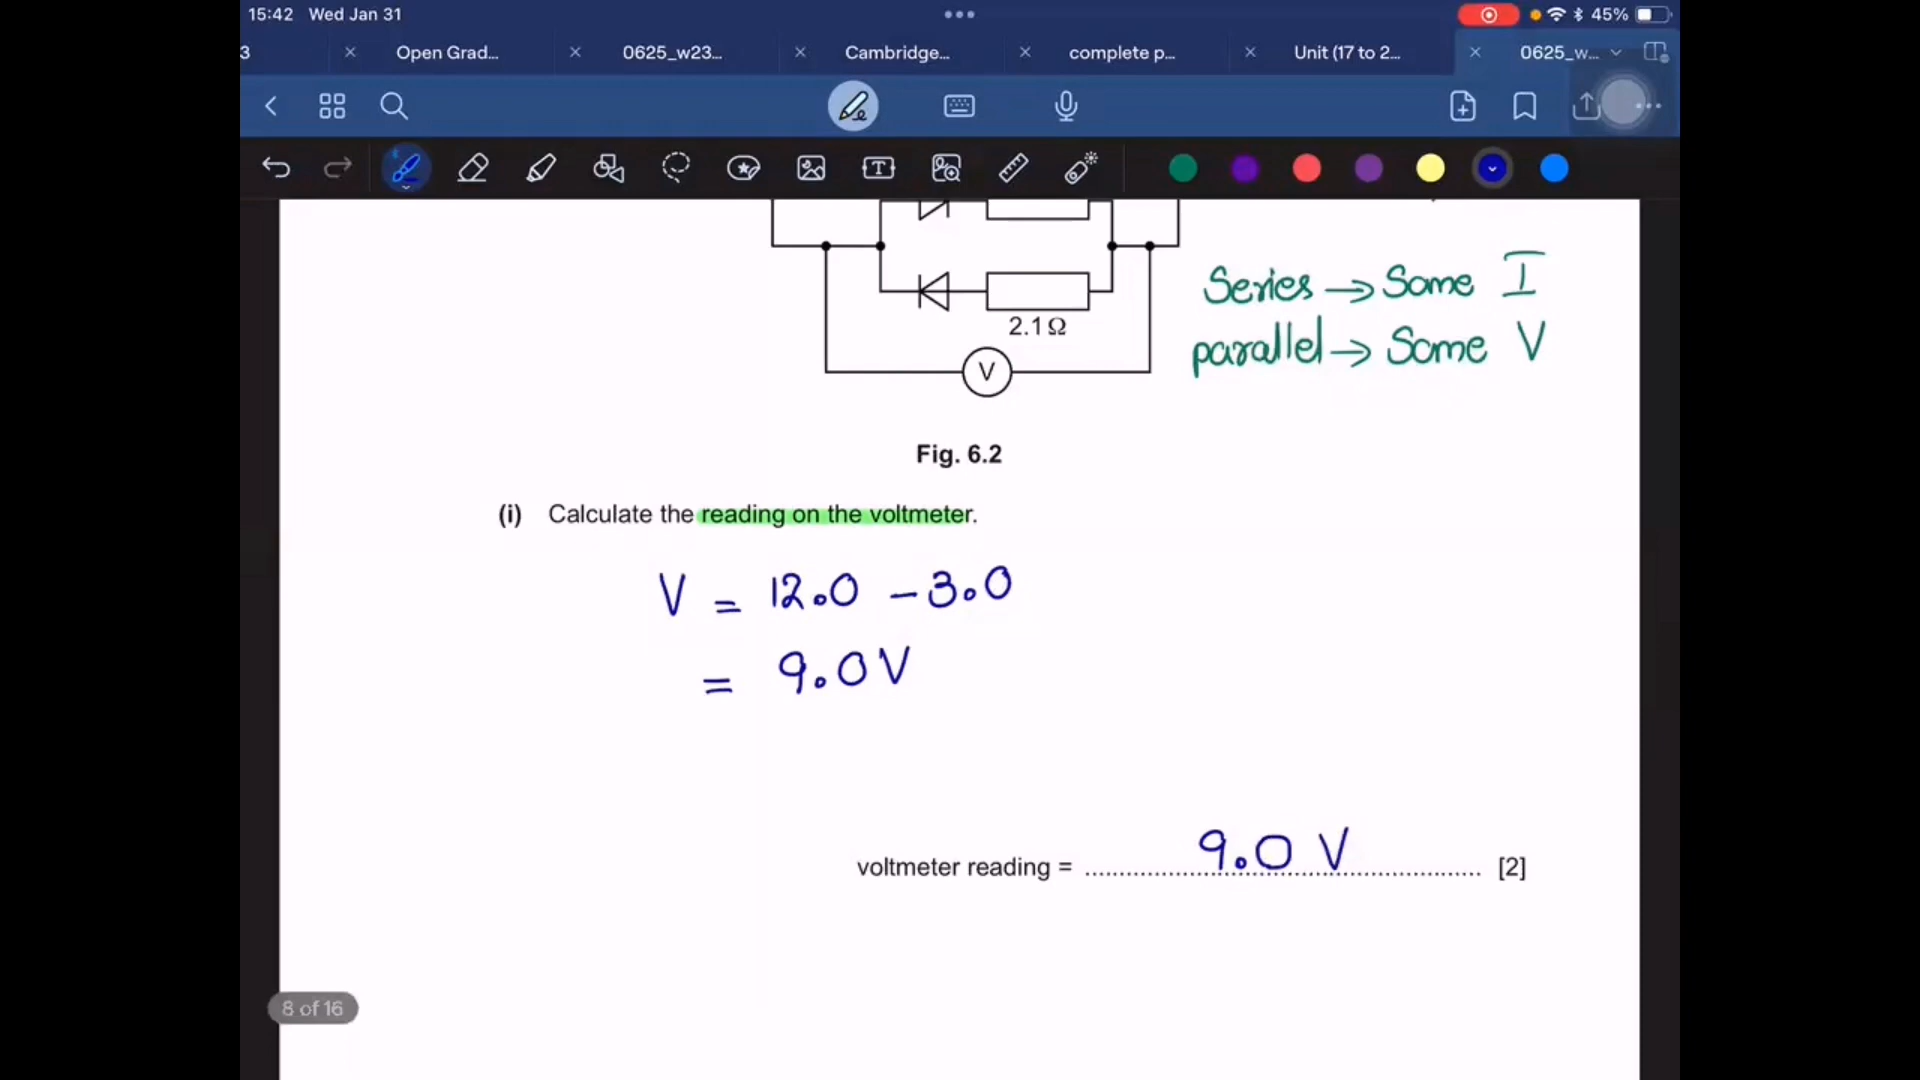 15:42 Wed Jan 31
45%
3
Open Grad...
0625_w23...
Cambridge...
complete p...
Unit (17 to 2...
0625_w...
Series → Same I
parallel → Same V
2.1 Ω
V
Fig. 6.2
(i) Calculate the reading on the voltmeter.
V = 12.0 - 3.0
= 9.0 V
9.0 V
voltmeter reading = .......................................................... [2]
8 of 16